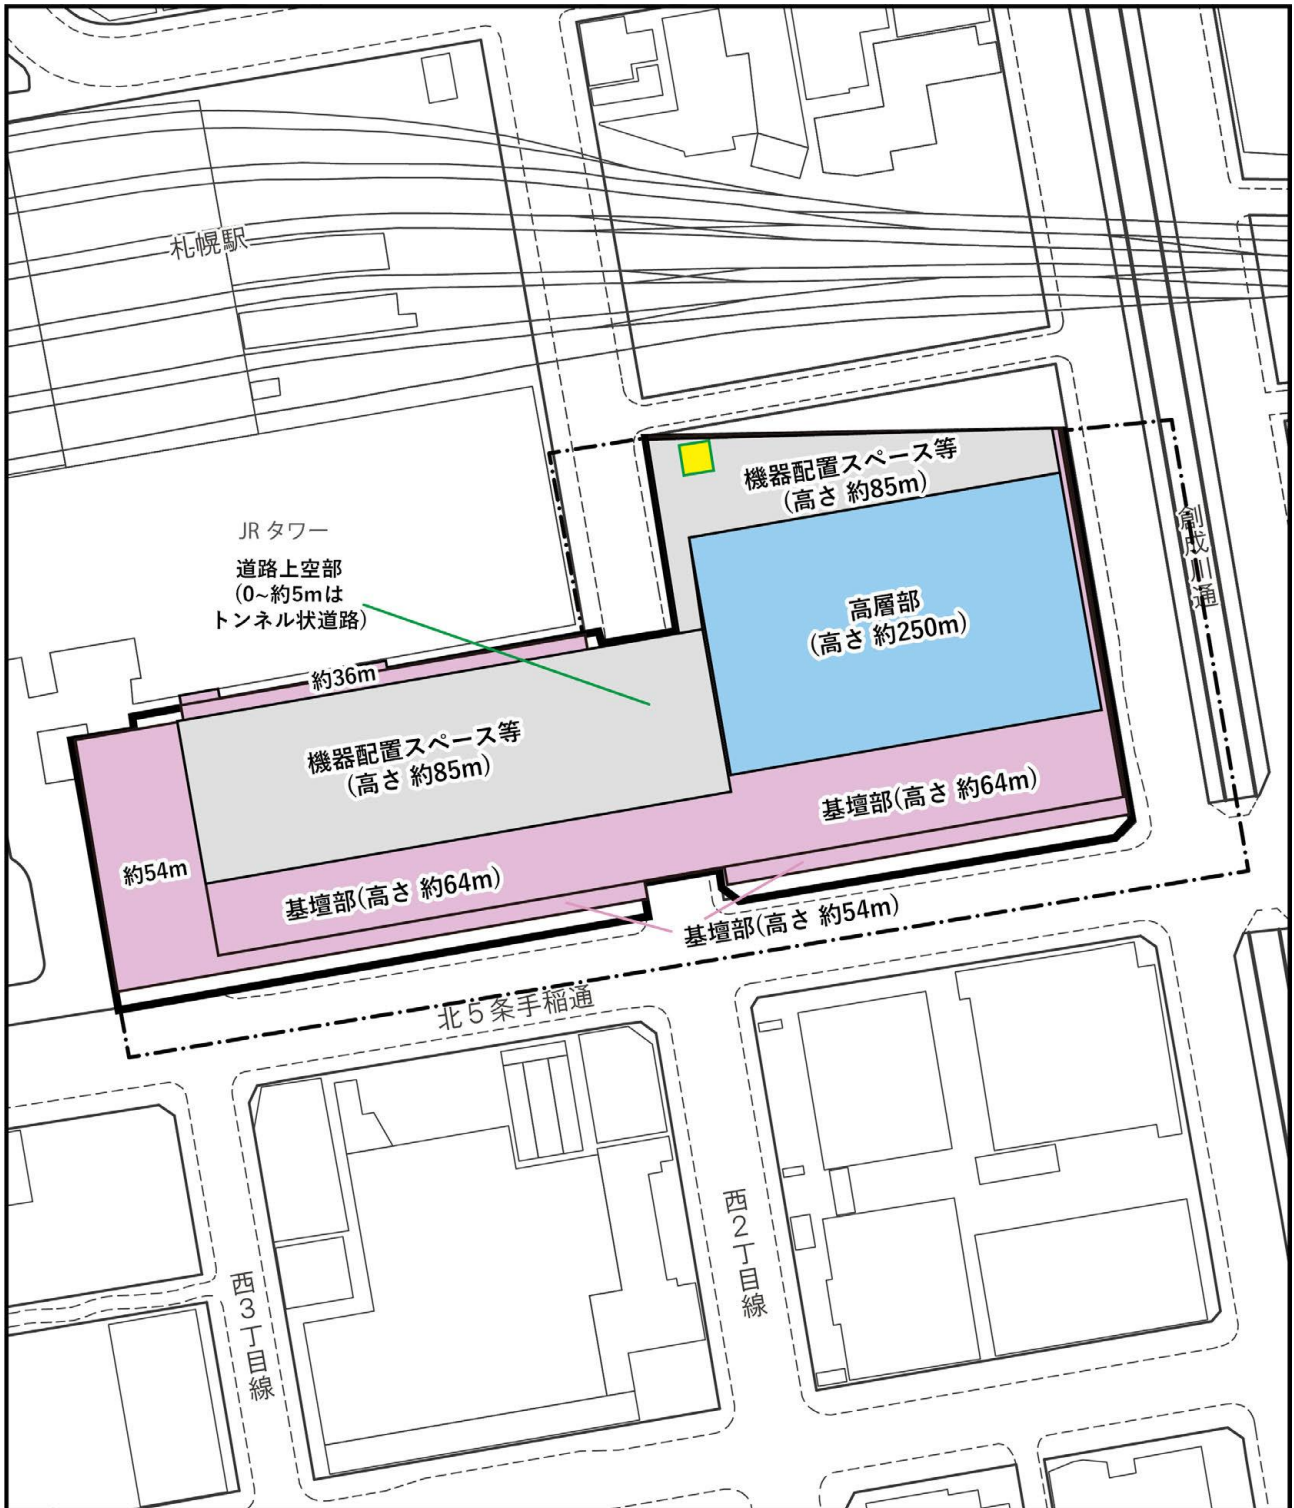 札幌駅
機器配置スペース等
(高さ 約85m)
JR タワー
道路上空部
(0~約5mは
トンネル状道路)
創成川通
高層部
(高さ 約250m)
約36m
機器配置スペース等
(高さ 約85m)
基壇部(高さ 約64m)
約54m
基壇部(高さ 約64m)
基壇部(高さ 約54m)
北5条手稲通
西2丁目線
西3丁目線